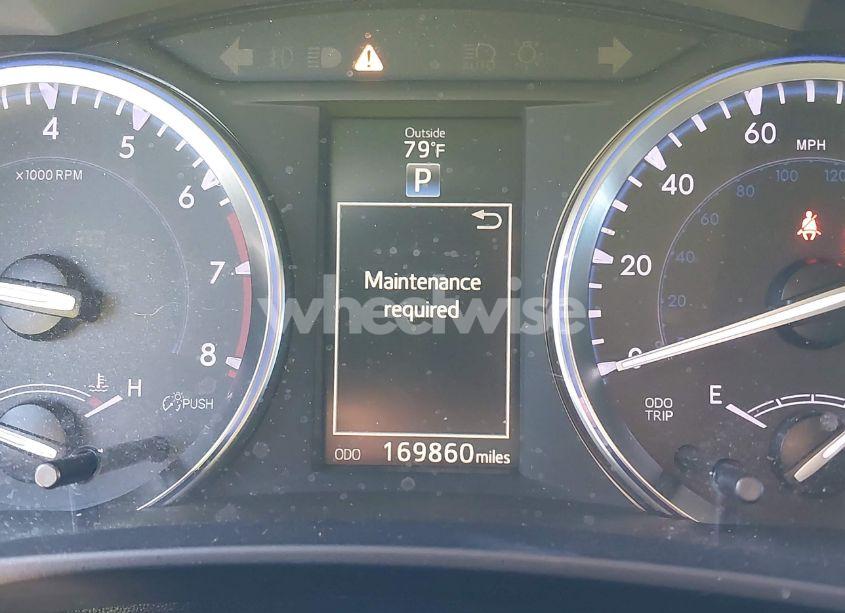 4
5
6
7
8
x1000 RPM
H
PUSH
AUTO
Outside
79°F
P
Maintenance
required
wheelwise
ODO 169860 miles
0
20
40
60
MPH
20
40
60
80
100
120
ODO
TRIP
E